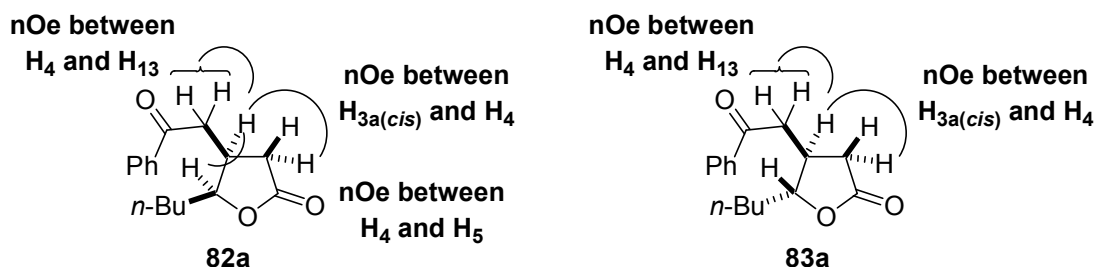 nOe between
H4 and H13
nOe between
H3a(cis) and H4
nOe between
H4 and H5
O
H H
H
H
H
H
Ph
n-Bu
O
O
82a
nOe between
H4 and H13
nOe between
H3a(cis) and H4
O
H H
H
H
H
H
Ph
n-Bu
O
O
83a